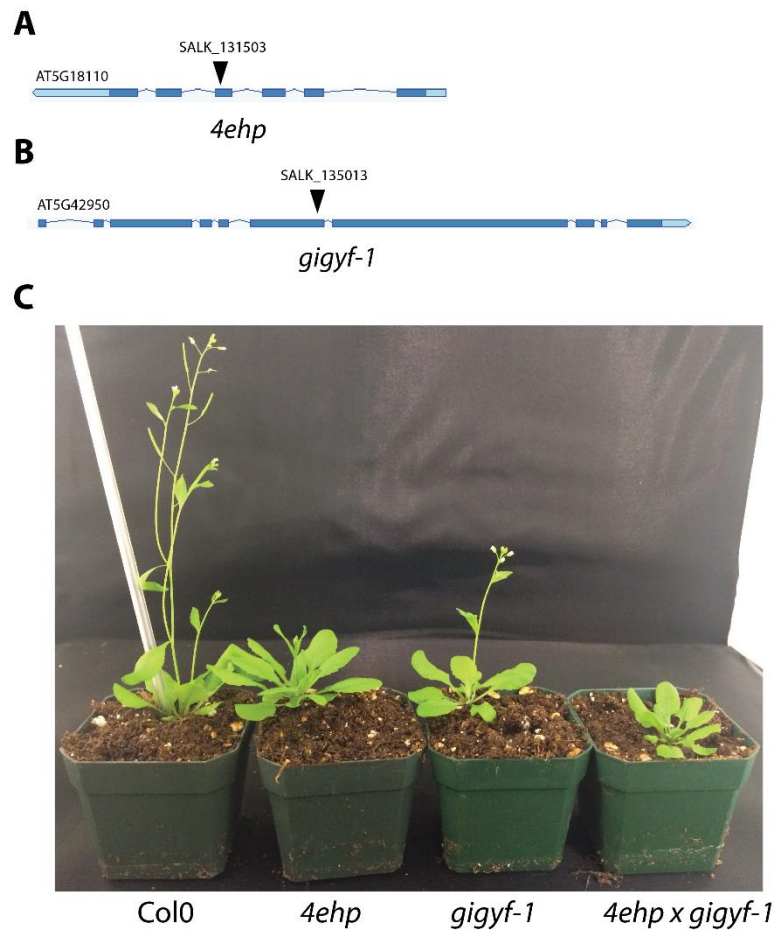 A
SALK_131503
AT5G18110
4ehp
B
SALK_135013
AT5G42950
gigyf-1
C
Col0 4ehp gigyf-1 4ehp x gigyf-1